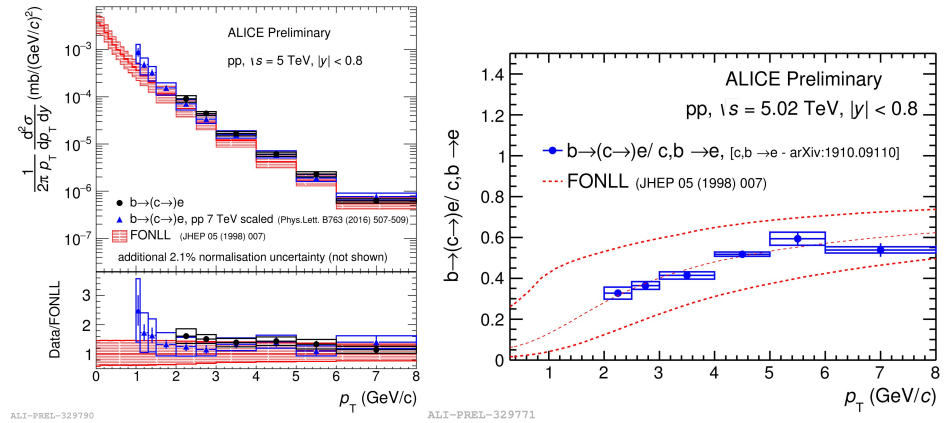 ALICE Preliminary
pp, √s = 5 TeV, |y| < 0.8
1/2π p_T d²σ/dp_T dy (mb/(GeV/c)²)
10⁻³
10⁻⁴
10⁻⁵
10⁻⁶
10⁻⁷
b→(c→)e
b→(c→)e, pp 7 TeV scaled (Phys.Lett. B763 (2016) 507-509)
FONLL (JHEP 05 (1998) 007)
additional 2.1% normalisation uncertainty (not shown)
Data/FONLL
3
2
1
0 1 2 3 4 5 6 7 8
p_T (GeV/c)
ALI-PREL-329790
ALICE Preliminary
pp, √s = 5.02 TeV, |y| < 0.8
b→(c→)e/ c,b →e, [c,b →e - arXiv:1910.09110]
FONLL (JHEP 05 (1998) 007)
b→(c→)e/ c,b →e
1.4
1.2
1
0.8
0.6
0.4
0.2
0
1 2 3 4 5 6 7 8
p_T (GeV/c)
ALI-PREL-329771